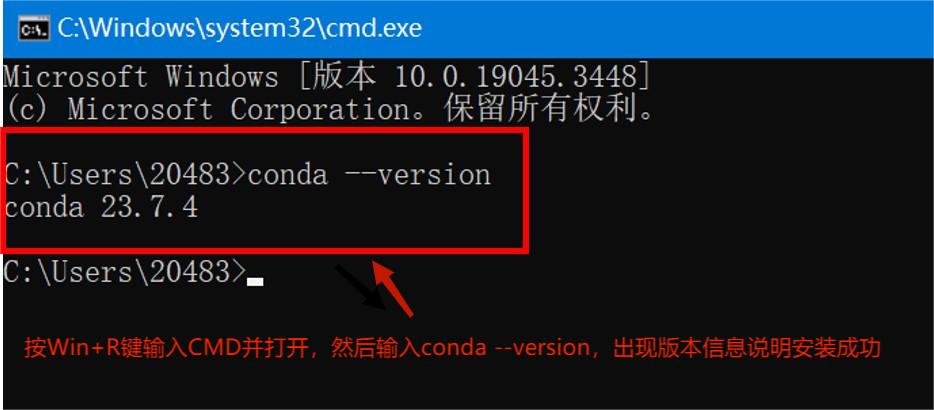 C:\Windows\system32\cmd.exe
Microsoft Windows [版本 10.0.19045.3448]
(c) Microsoft Corporation。保留所有权利。
C:\Users\20483>conda --version
conda 23.7.4
C:\Users\20483>
按Win+R键输入CMD并打开，然后输入conda --version，出现版本信息说明安装成功